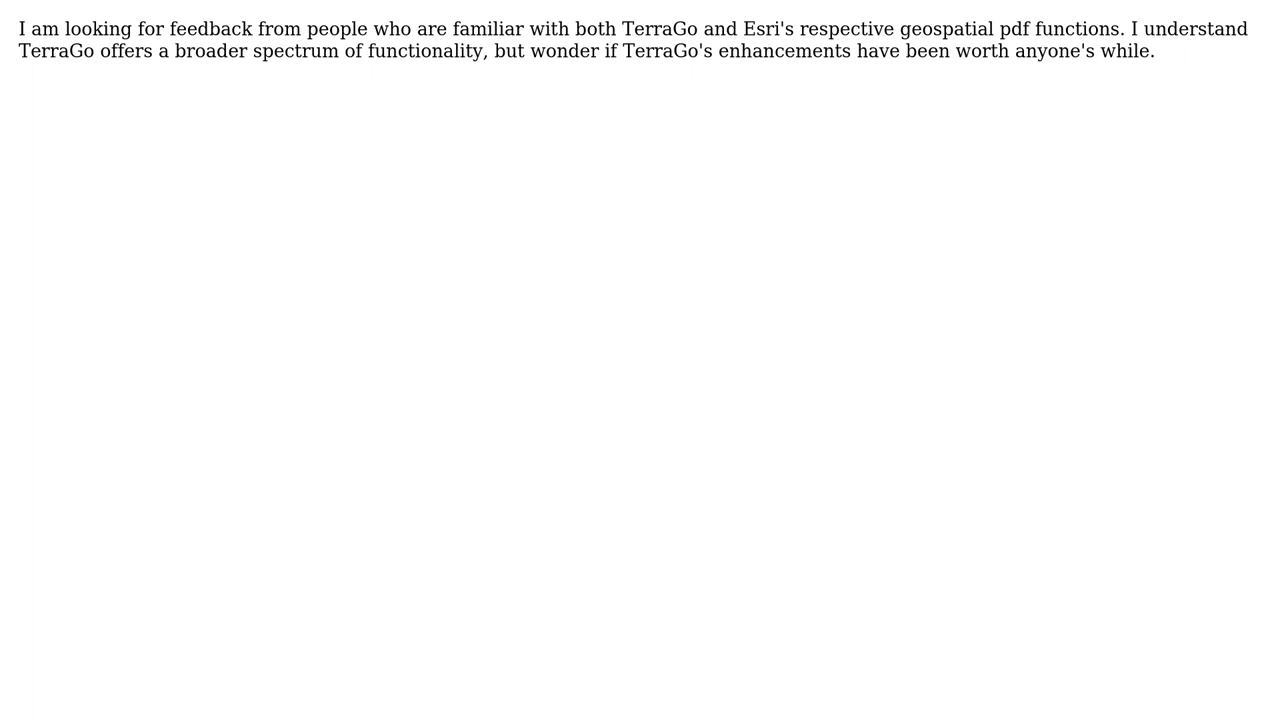 I am looking for feedback from people who are familiar with both TerraGo and Esri's respective geospatial pdf functions. I understand
TerraGo offers a broader spectrum of functionality, but wonder if TerraGo's enhancements have been worth anyone's while.